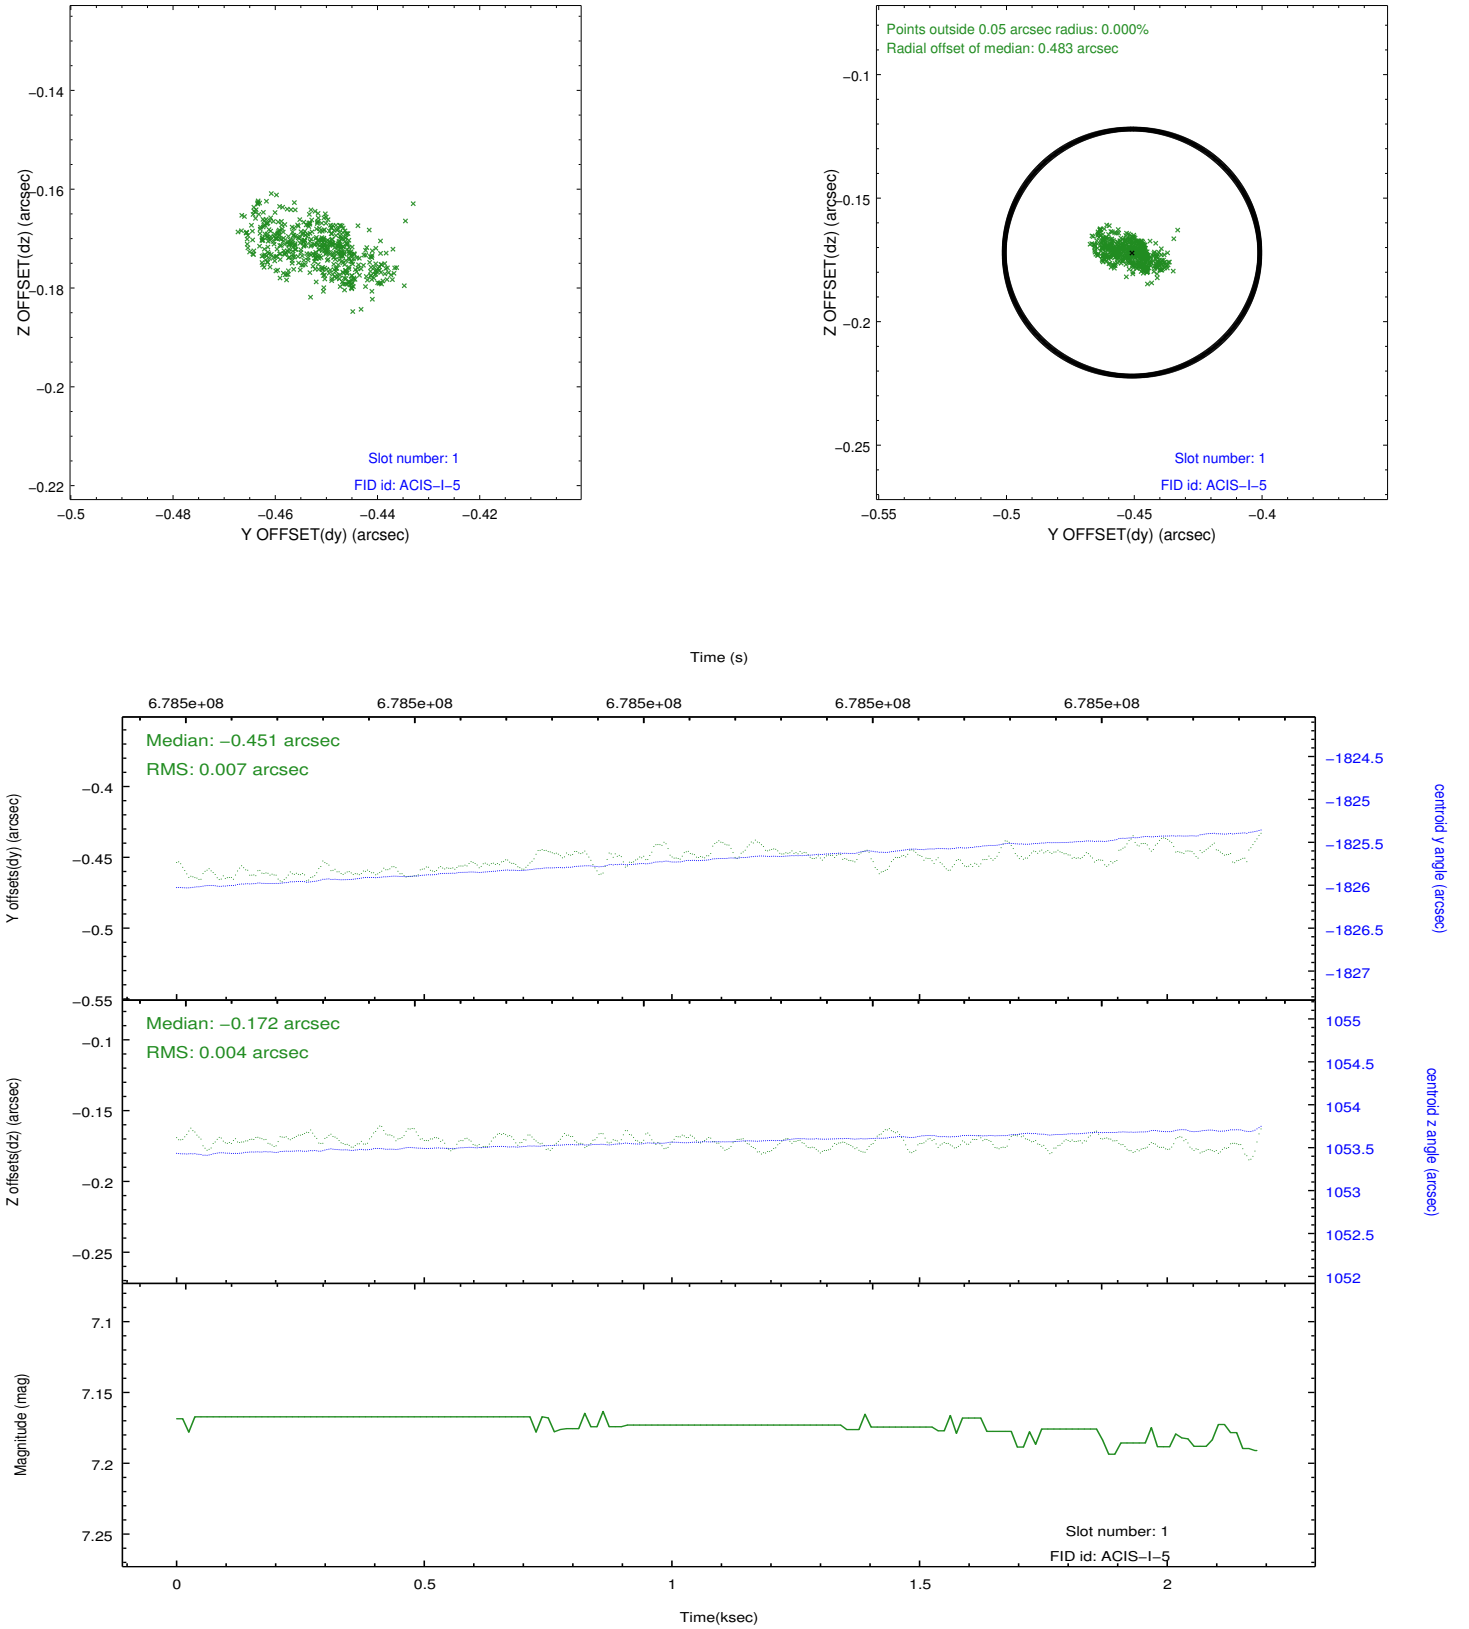 −0.14
−0.16
−0.18
−0.2
−0.22
Z OFFSET(dz) (arcsec)
Slot number: 1
FID id: ACIS−I−5
−0.5
−0.48
−0.46
−0.44
−0.42
Y OFFSET(dy) (arcsec)
Points outside 0.05 arcsec radius: 0.000%
Radial offset of median: 0.483 arcsec
−0.1
−0.15
−0.2
−0.25
Z OFFSET(dz) (arcsec)
Slot number: 1
FID id: ACIS−I−5
−0.55
−0.5
−0.45
−0.4
Y OFFSET(dy) (arcsec)
Time (s)
6.785e+08
6.785e+08
6.785e+08
6.785e+08
6.785e+08
Median: −0.451 arcsec
RMS: 0.007 arcsec
Y offsets(dy) (arcsec)
−0.4
−0.45
−0.5
−0.55
−1824.5
−1825
−1825.5
−1826
−1826.5
−1827
centroid y angle (arcsec)
Median: −0.172 arcsec
RMS: 0.004 arcsec
Z offsets(dz) (arcsec)
−0.1
−0.15
−0.2
−0.25
1055
1054.5
1054
1053.5
1053
1052.5
1052
centroid z angle (arcsec)
Magnitude (mag)
7.1
7.15
7.2
7.25
Slot number: 1
FID id: ACIS−I−5
0
0.5
1
1.5
2
Time(ksec)